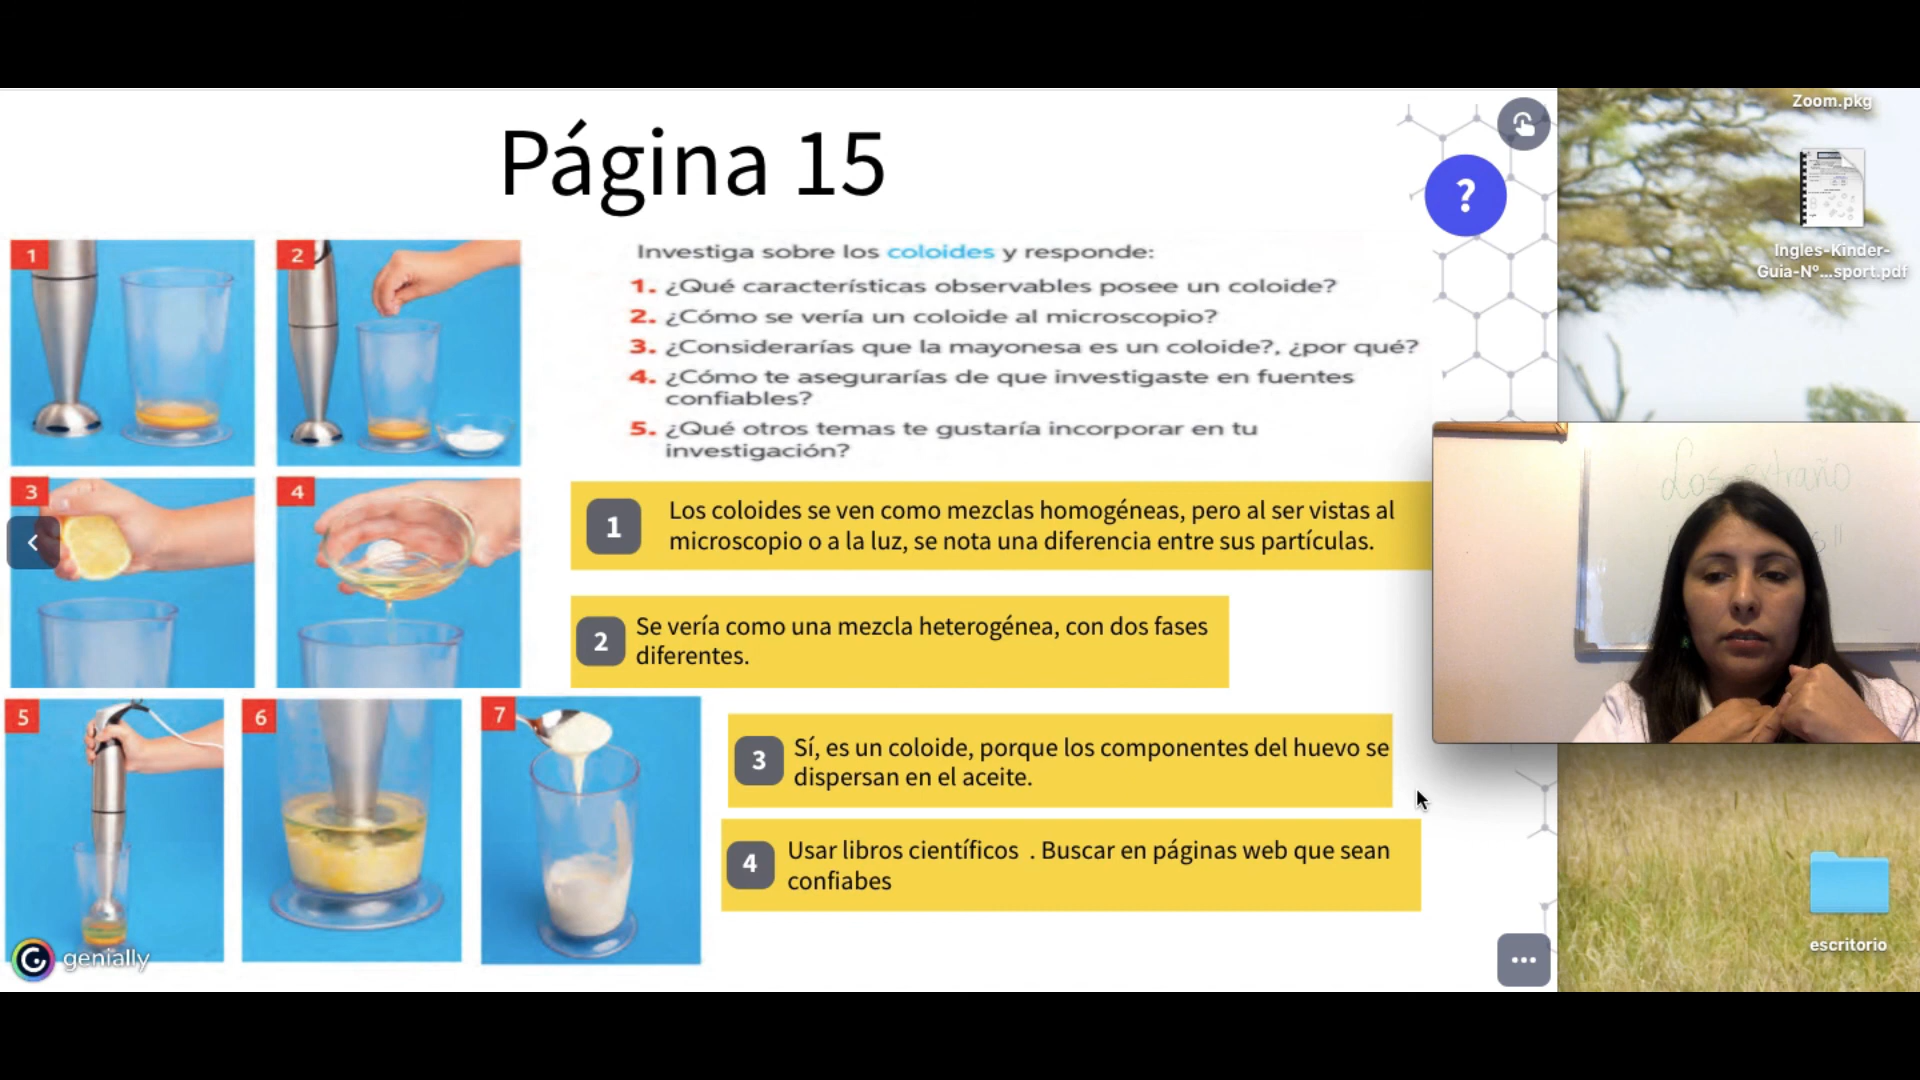 Página 15
Zoom.pkg
?
Ingles-Kinder-
Guia-Nº...sport.pdf
1
2
Investiga sobre los coloides y responde:
1. ¿Qué características observables posee un coloide?
2. ¿Cómo se vería un coloide al microscopio?
3. ¿Considerarías que la mayonesa es un coloide?, ¿por qué?
4. ¿Cómo te asegurarías de que investigaste en fuentes
confiables?
5. ¿Qué otros temas te gustaría incorporar en tu
investigación?
3
4
1
Los coloides se ven como mezclas homogéneas, pero al ser vistas al
microscopio o a la luz, se nota una diferencia entre sus partículas.
Los extraño
2
Se vería como una mezcla heterogénea, con dos fases
diferentes.
5
6
7
3
Sí, es un coloide, porque los componentes del huevo se
dispersan en el aceite.
4
Usar libros científicos . Buscar en páginas web que sean
confiabes
genially
escritorio